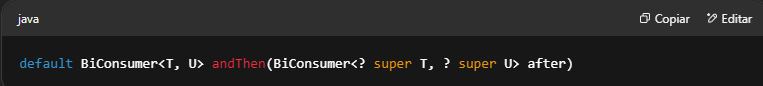 java
Copiar
Editar
default BiConsumer<T, U> andThen(BiConsumer<? super T, ? super U> after)